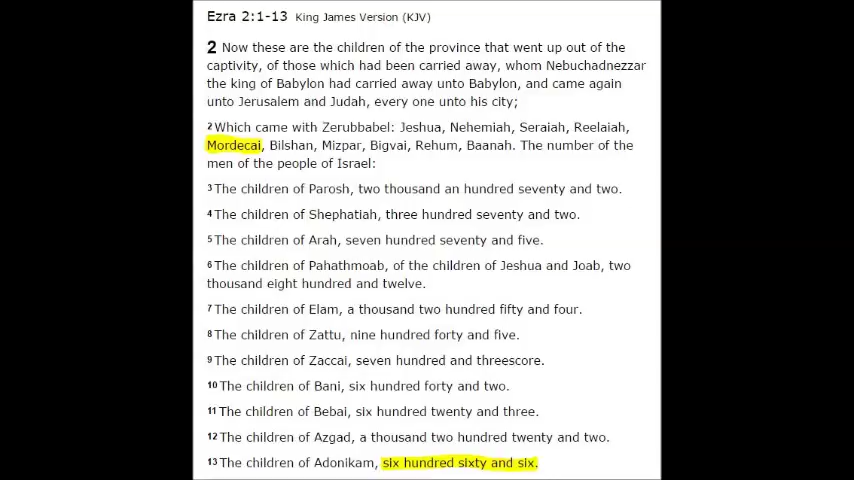 Ezra 2:1-13 King James Version (KJV)
2 Now these are the children of the province that went up out of the
captivity, of those which had been carried away, whom Nebuchadnezzar
the king of Babylon had carried away unto Babylon, and came again
unto Jerusalem and Judah, every one unto his city;
2 Which came with Zerubbabel: Jeshua, Nehemiah, Seraiah, Reelaiah,
Mordecai, Bilshan, Mizpar, Bigvai, Rehum, Baanah. The number of the
men of the people of Israel:
3 The children of Parosh, two thousand an hundred seventy and two.
4 The children of Shephatiah, three hundred seventy and two.
5 The children of Arah, seven hundred seventy and five.
6 The children of Pahathmoab, of the children of Jeshua and Joab, two
thousand eight hundred and twelve.
7 The children of Elam, a thousand two hundred fifty and four.
8 The children of Zattu, nine hundred forty and five.
9 The children of Zaccai, seven hundred and threescore.
10 The children of Bani, six hundred forty and two.
11 The children of Bebai, six hundred twenty and three.
12 The children of Azgad, a thousand two hundred twenty and two.
13 The children of Adonikam, six hundred sixty and six.